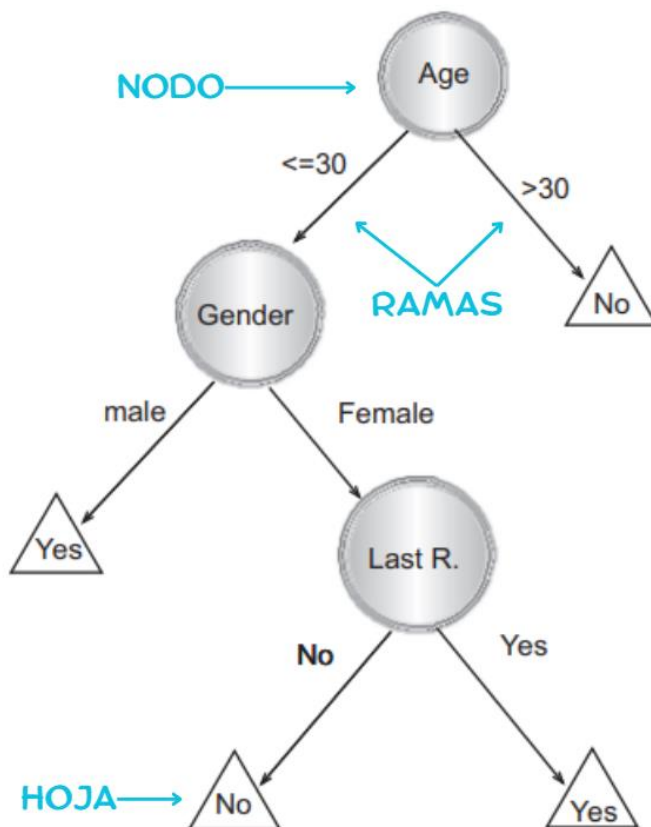 Age
NODO
<=30
>30
Gender
RAMAS
No
male
Female
Yes
Last R.
No
Yes
HOJA
No
Yes